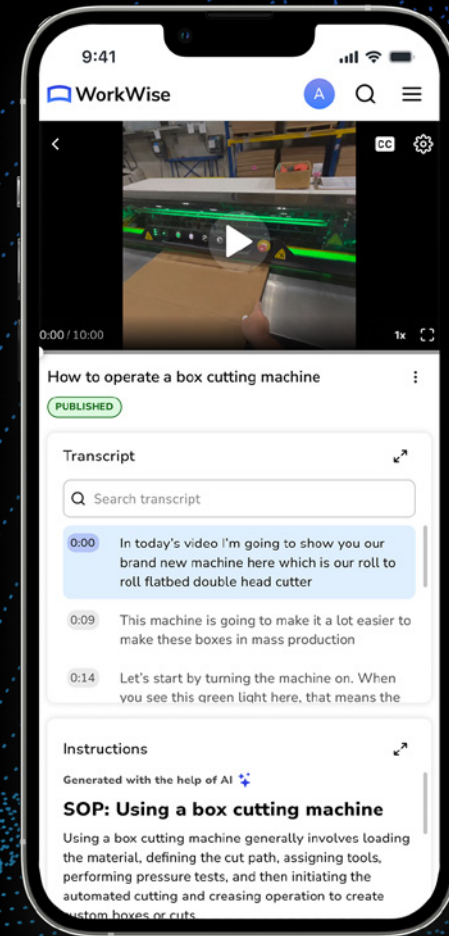 9:41
WorkWise
A
CC
0:00 / 10:00
1x
How to operate a box cutting machine
PUBLISHED
Transcript
Search transcript
0:00 In today's video I'm going to show you our
brand new machine here which is our roll to
roll flatbed double head cutter
0:09 This machine is going to make it a lot easier to
make these boxes in mass production
0:14 Let's start by turning the machine on. When
you see this green light here, that means the
Instructions
Generated with the help of AI
SOP: Using a box cutting machine
Using a box cutting machine generally involves loading
the material, defining the cut path, assigning tools,
performing pressure tests, and then initiating the
automated cutting and creasing operation to create
custom boxes or cuts